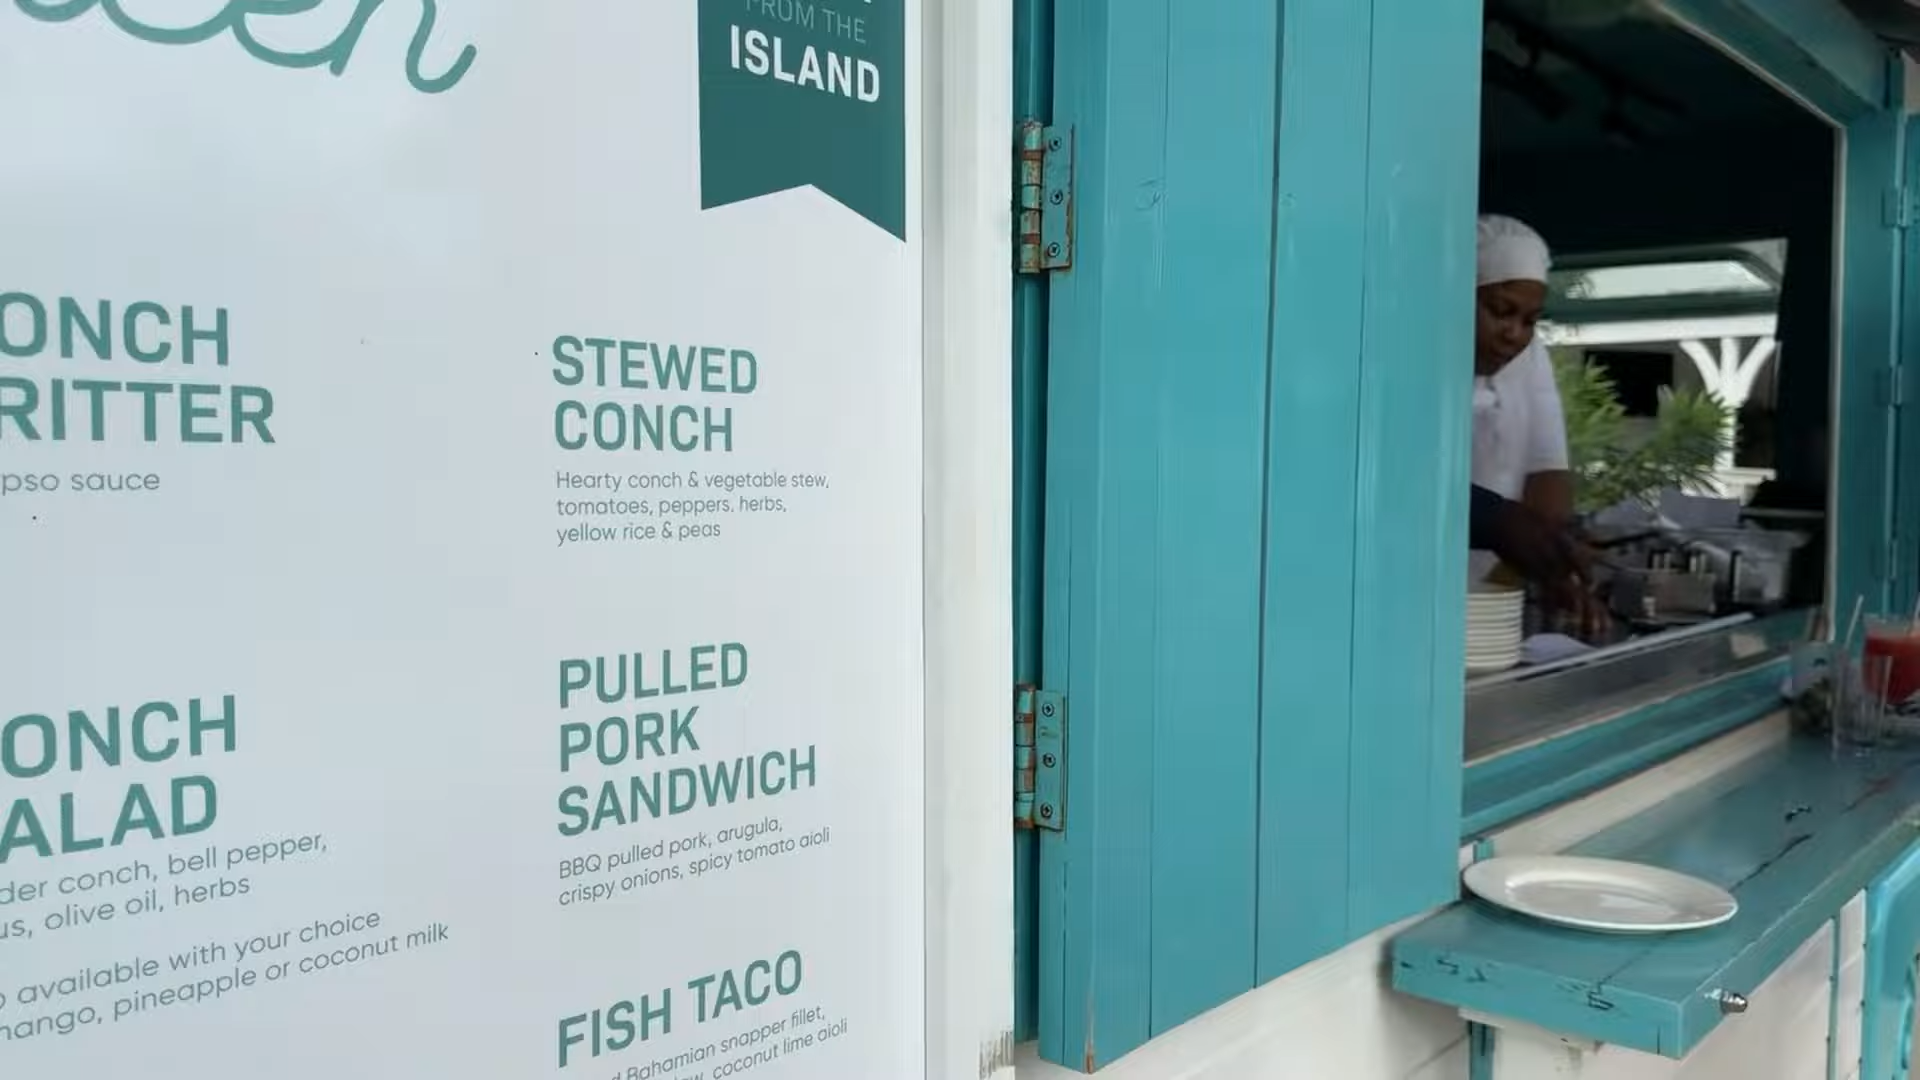 FROM THE
ISLAND
ONCH
RITTER
pso sauce
ONCH
ALAD
der conch, bell pepper,
us, olive oil, herbs
available with your choice
ango, pineapple or coconut milk
STEWED
CONCH
Hearty conch & vegetable stew,
tomatoes, peppers, herbs,
yellow rice & peas
PULLED
PORK
SANDWICH
BBQ pulled pork, arugula,
crispy onions, spicy tomato aioli
FISH TACO
d Bahamian snapper fillet,
w, coconut lime aioli